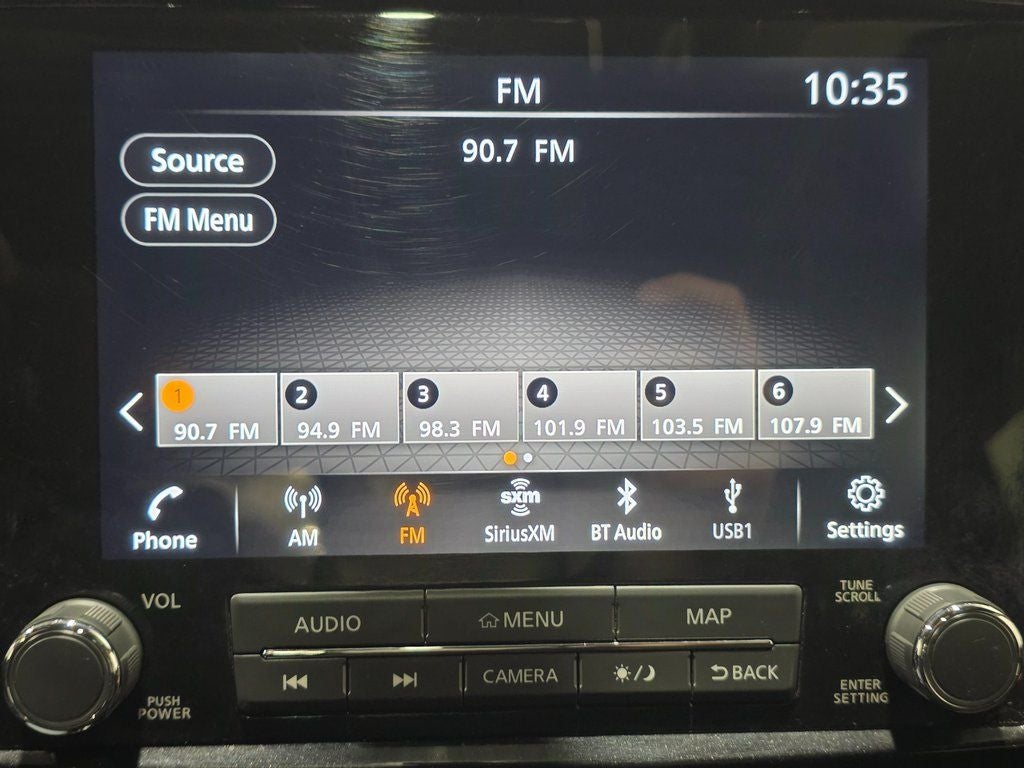 FM
10:35
Source
90.7 FM
FM Menu
1
2
3
4
5
6
90.7 FM
94.9 FM
98.3 FM
101.9 FM
103.5 FM
107.9 FM
sxm
Phone
AM
FM
SiriusXM
BT Audio
USB1
Settings
VOL
TUNE
SCROLL
AUDIO
MENU
MAP
CAMERA
BACK
PUSH
POWER
ENTER
SETTING